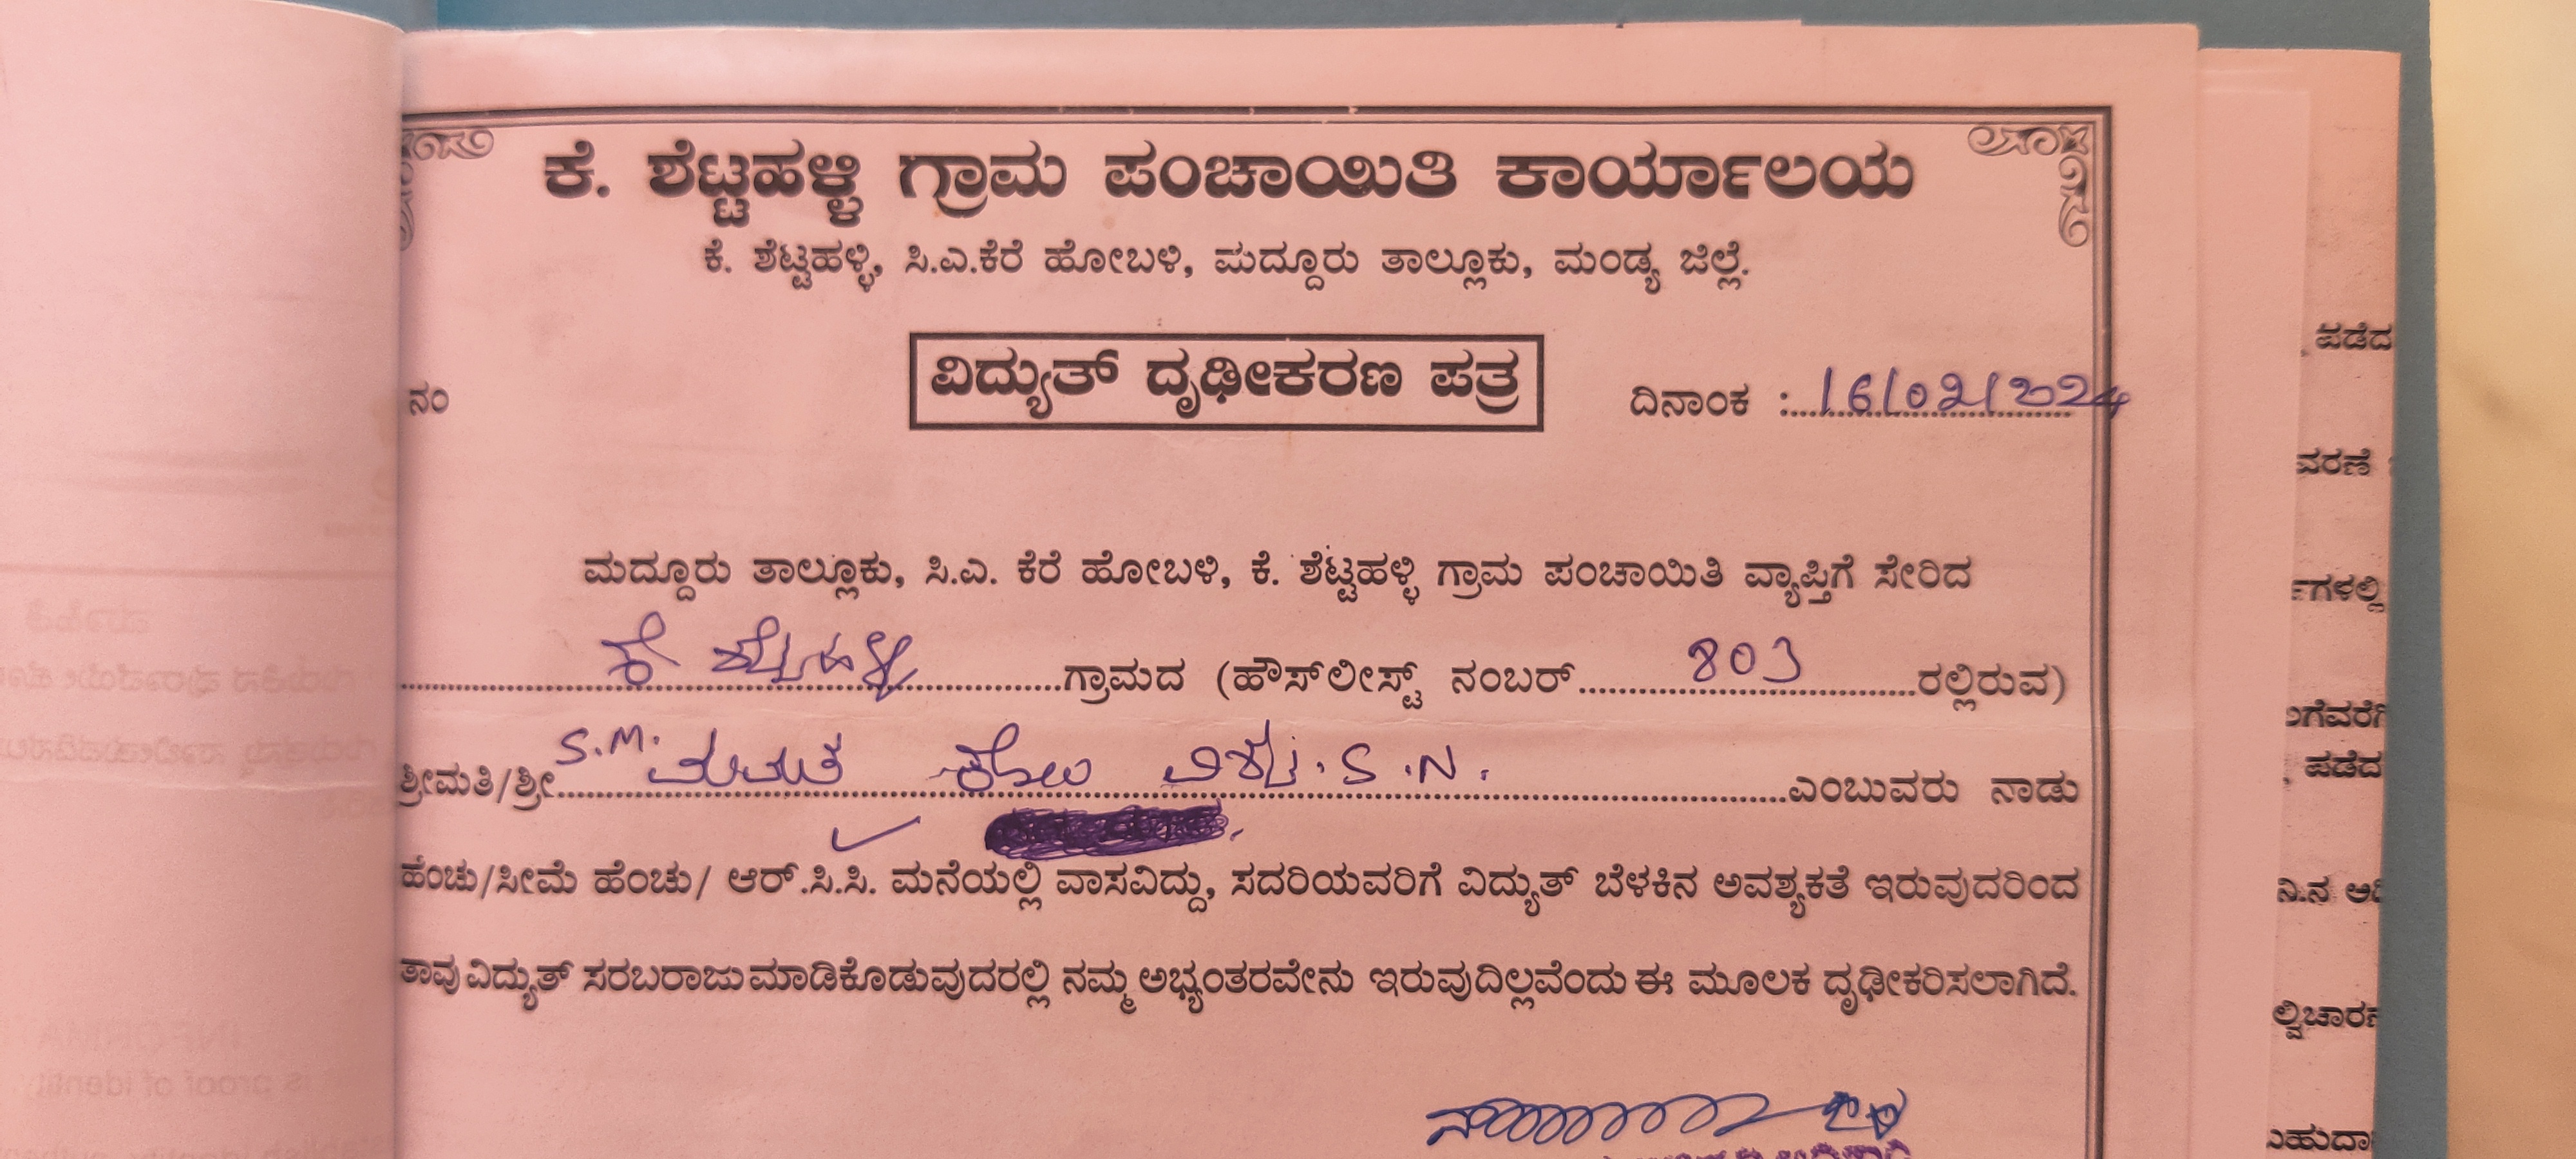 ಕೆ. ಶೆಟ್ಟಹಳ್ಳಿ ಗ್ರಾಮ ಪಂಚಾಯಿತಿ ಕಾರ್ಯಾಲಯ
ಕೆ. ಶೆಟ್ಟಹಳ್ಳಿ, ಸಿ.ಎ.ಕೆರೆ ಹೋಬಳಿ, ಮದ್ದೂರು ತಾಲ್ಲೂಕು, ಮಂಡ್ಯ ಜಿಲ್ಲೆ.
ವಿದ್ಯುತ್ ದೃಢೀಕರಣ ಪತ್ರ
ನಂ ದಿನಾಂಕ : 16/02/2024
ಮದ್ದೂರು ತಾಲ್ಲೂಕು, ಸಿ.ಎ. ಕೆರೆ ಹೋಬಳಿ, ಕೆ. ಶೆಟ್ಟಹಳ್ಳಿ ಗ್ರಾಮ ಪಂಚಾಯಿತಿ ವ್ಯಾಪ್ತಿಗೆ ಸೇರಿದ
ಕೆ ಶೆಟ್ಟಹಳ್ಳಿ ಗ್ರಾಮದ (ಹೌಸ್‌ಲೀಸ್ಟ್ ನಂಬರ್ 803 ರಲ್ಲಿರುವ)
ಶ್ರೀಮತಿ/ಶ್ರೀ S.M. ಮಮತ ಕೋಂ S.N. ಎಂಬುವರು ನಾಡು
ಹೆಂಚು/ಸೀಮೆ ಹೆಂಚು/ ಆರ್.ಸಿ.ಸಿ. ಮನೆಯಲ್ಲಿ ವಾಸವಿದ್ದು, ಸದರಿಯವರಿಗೆ ವಿದ್ಯುತ್ ಬೆಳಕಿನ ಅವಶ್ಯಕತೆ ಇರುವುದರಿಂದ
ತಾವು ವಿದ್ಯುತ್ ಸರಬರಾಜು ಮಾಡಿಕೊಡುವುದರಲ್ಲಿ ನಮ್ಮ ಅಭ್ಯಂತರವೇನು ಇರುವುದಿಲ್ಲವೆಂದು ಈ ಮೂಲಕ ದೃಢೀಕರಿಸಲಾಗಿದೆ.